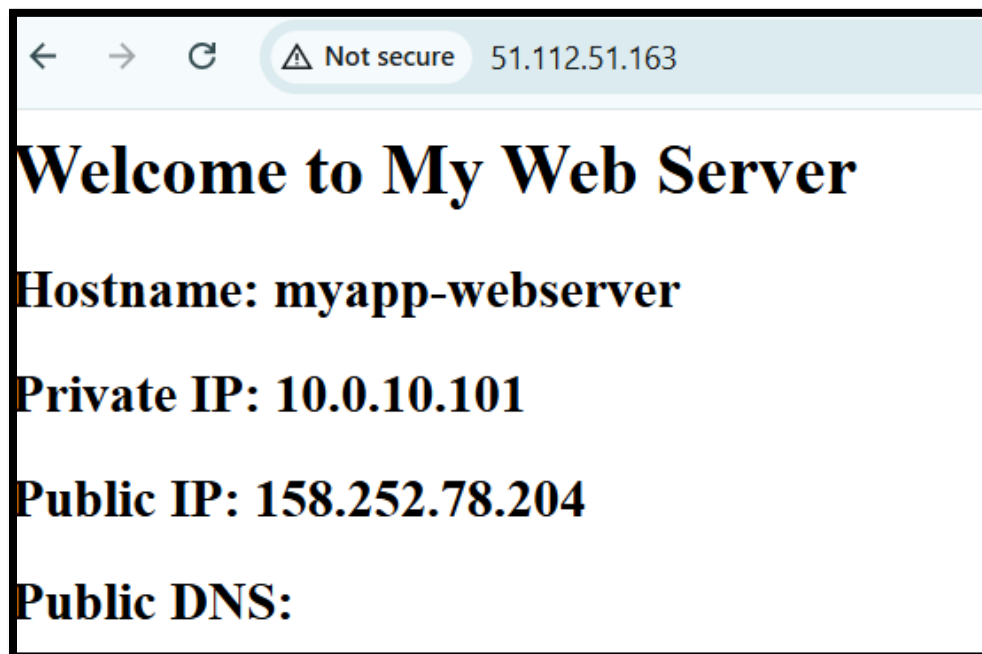 Not secure 51.112.51.163
Welcome to My Web Server
Hostname: myapp-webserver
Private IP: 10.0.10.101
Public IP: 158.252.78.204
Public DNS: